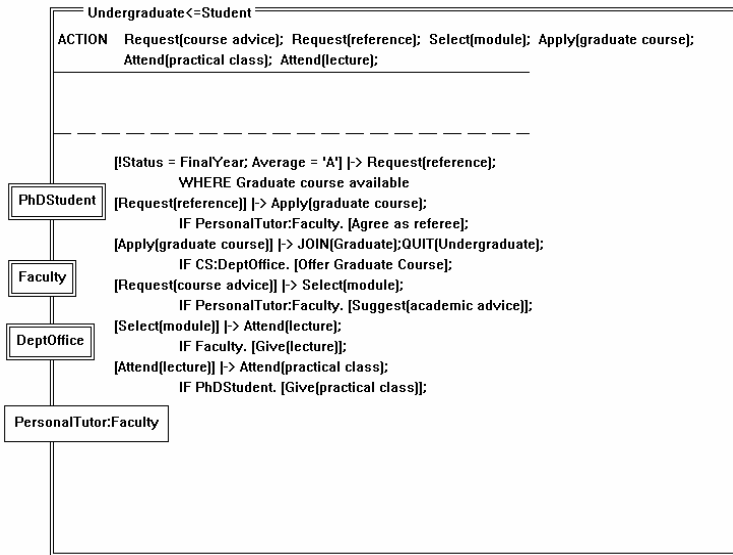 Undergraduate<=Student
ACTION Request(course advice); Request(reference); Select(module); Apply(graduate course);
Attend(practical class); Attend(lecture);
[!Status = FinalYear; Average = 'A'] |-> Request(reference);
WHERE Graduate course available
PhDStudent
[Request(reference)] |-> Apply(graduate course);
IF PersonalTutor:Faculty. [Agree as referee];
[Apply(graduate course)] |-> JOIN(Graduate);QUIT(Undergraduate);
IF CS:DeptOffice. [Offer Graduate Course];
Faculty
[Request(course advice)] |-> Select(module);
IF PersonalTutor:Faculty. [Suggest(academic advice)];
[Select(module)] |-> Attend(lecture);
DeptOffice
IF Faculty. [Give(lecture)];
[Attend(lecture)] |-> Attend(practical class);
IF PhDStudent. [Give(practical class)];
PersonalTutor:Faculty